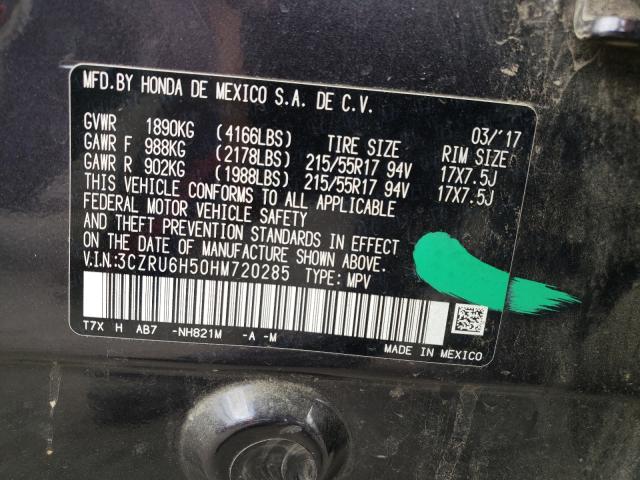 MFD.BY HONDA DE MEXICO S.A. DE C.V.
03/'17
GVWR 1890KG (4166LBS) TIRE SIZE RIM SIZE
GAWR F 988KG (2178LBS) 215/55R17 94V 17X7.5J
GAWR R 902KG (1988LBS) 215/55R17 94V 17X7.5J
THIS VEHICLE CONFORMS TO ALL APPLICABLE
FEDERAL MOTOR VEHICLE SAFETY
AND THEFT PREVENTION STANDARDS IN EFFECT
ON THE DATE OF MANUFACTURE SHOWN ABOVE.
V.I.N.:3CZRU6H50HM720285 TYPE: MPV
T7X H AB7 -NH821M -A -M
MADE IN MEXICO